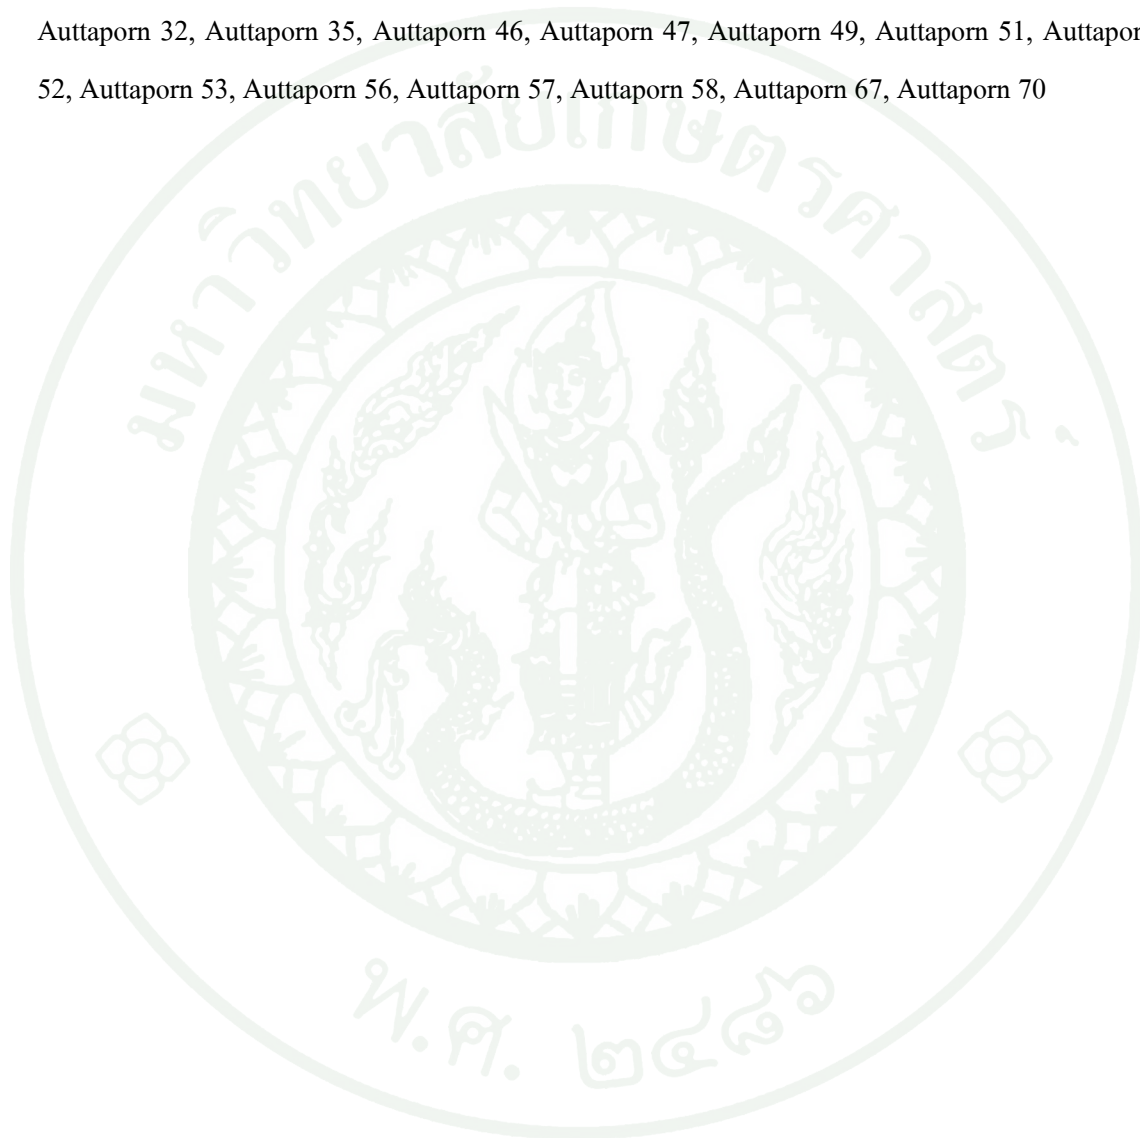 Auttaporn 32, Auttaporn 35, Auttaporn 46, Auttaporn 47, Auttaporn 49, Auttaporn 51, Auttapor
52, Auttaporn 53, Auttaporn 56, Auttaporn 57, Auttaporn 58, Auttaporn 67, Auttaporn 70
มหาวิทยาลัยเกษตรศาสตร์
พ.ศ. ๒๔๘๖